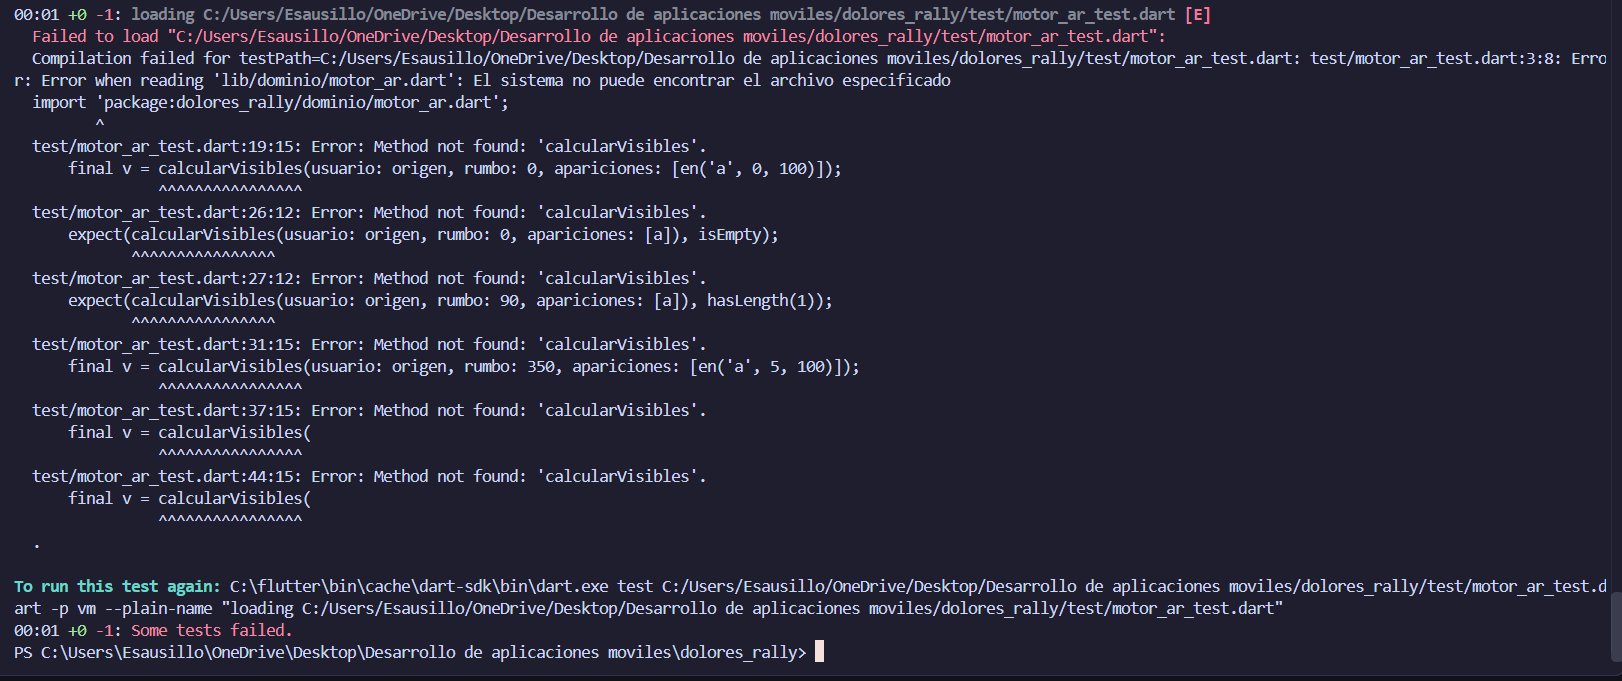 00:01 +0 -1: loading C:/Users/Esausillo/OneDrive/Desktop/Desarrollo de aplicaciones moviles/dolores_rally/test/motor_ar_test.dart [E]
Failed to load "C:/Users/Esausillo/OneDrive/Desktop/Desarrollo de aplicaciones moviles/dolores_rally/test/motor_ar_test.dart":
Compilation failed for testPath=C:/Users/Esausillo/OneDrive/Desktop/Desarrollo de aplicaciones moviles/dolores_rally/test/motor_ar_test.dart: test/motor_ar_test.dart:3:8: Erro
r: Error when reading 'lib/dominio/motor_ar.dart': El sistema no puede encontrar el archivo especificado
import 'package:dolores_rally/dominio/motor_ar.dart';
^
test/motor_ar_test.dart:19:15: Error: Method not found: 'calcularVisibles'.
final v = calcularVisibles(usuario: origen, rumbo: 0, apariciones: [en('a', 0, 100)]);
^^^^^^^^^^^^^^^^
test/motor_ar_test.dart:26:12: Error: Method not found: 'calcularVisibles'.
expect(calcularVisibles(usuario: origen, rumbo: 0, apariciones: [a]), isEmpty);
^^^^^^^^^^^^^^^^
test/motor_ar_test.dart:27:12: Error: Method not found: 'calcularVisibles'.
expect(calcularVisibles(usuario: origen, rumbo: 90, apariciones: [a]), hasLength(1));
^^^^^^^^^^^^^^^^
test/motor_ar_test.dart:31:15: Error: Method not found: 'calcularVisibles'.
final v = calcularVisibles(usuario: origen, rumbo: 350, apariciones: [en('a', 5, 100)]);
^^^^^^^^^^^^^^^^
test/motor_ar_test.dart:37:15: Error: Method not found: 'calcularVisibles'.
final v = calcularVisibles(
^^^^^^^^^^^^^^^^
test/motor_ar_test.dart:44:15: Error: Method not found: 'calcularVisibles'.
final v = calcularVisibles(
^^^^^^^^^^^^^^^^
.
To run this test again: C:\flutter\bin\cache\dart-sdk\bin\dart.exe test C:/Users/Esausillo/OneDrive/Desktop/Desarrollo de aplicaciones moviles/dolores_rally/test/motor_ar_test.d
art -p vm --plain-name "loading C:/Users/Esausillo/OneDrive/Desktop/Desarrollo de aplicaciones moviles/dolores_rally/test/motor_ar_test.dart"
00:01 +0 -1: Some tests failed.
PS C:\Users\Esausillo\OneDrive\Desktop\Desarrollo de aplicaciones moviles\dolores_rally>